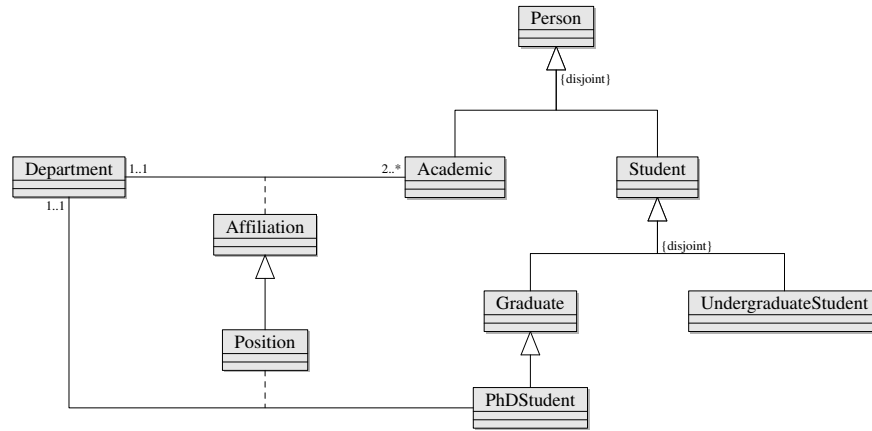 Person
{disjoint}
Department
1..1
2..*
Academic
Student
1..1
Affiliation
{disjoint}
Graduate
UndergraduateStudent
Position
PhDStudent